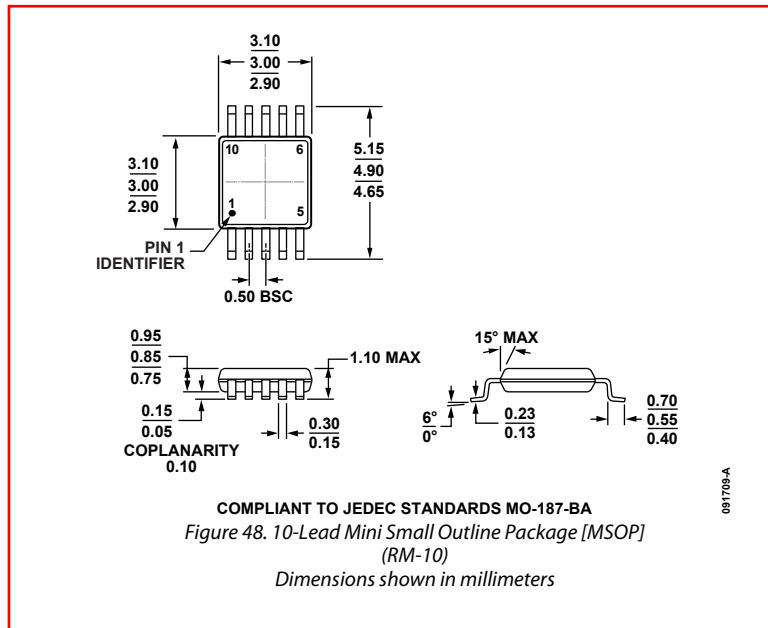 3.10
3.00
2.90
10
6
3.10
3.00
2.90
5.15
4.90
4.65
1
5
PIN 1
IDENTIFIER
0.50 BSC
0.95
0.85
0.75
1.10 MAX
15° MAX
0.15
0.05
COPLANARITY
0.10
0.30
0.15
6°
0°
0.23
0.13
0.70
0.55
0.40
COMPLIANT TO JEDEC STANDARDS MO-187-BA
091709-A
Figure 48. 10-Lead Mini Small Outline Package [MSOP]
(RM-10)
Dimensions shown in millimeters